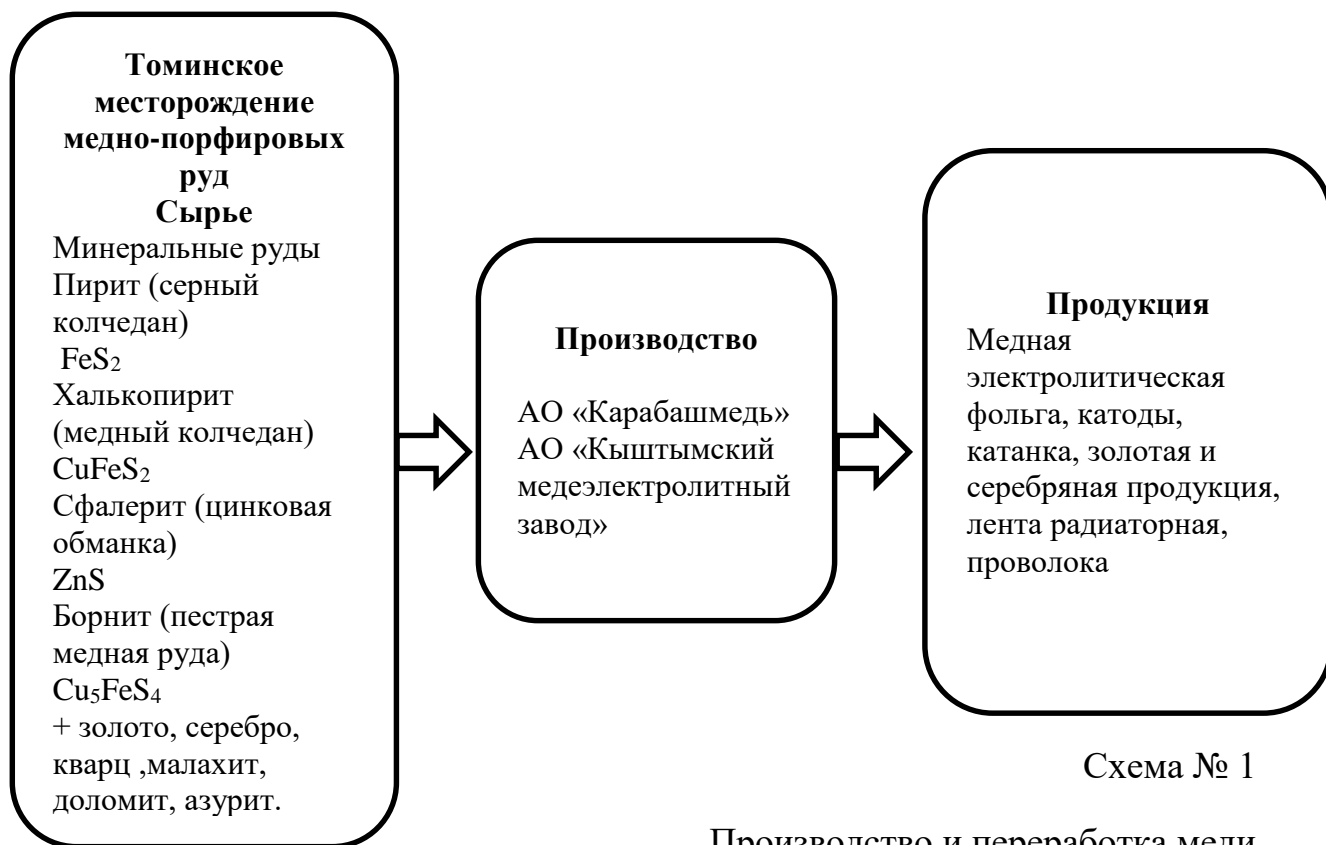 Томинское
месторождение
медно-порфировых
руд
Сырье
Минеральные руды
Пирит (серный
колчедан)
FeS₂
Халькопирит
(медный колчедан)
CuFeS₂
Сфалерит (цинковая
обманка)
ZnS
Борнит (пестрая
медная руда)
Cu₅FeS₄
+ золото, серебро,
кварц ,малахит,
доломит, азурит.
Производство
АО «Карабашмедь»
АО «Кыштымский
медеэлектролитный
завод»
Продукция
Медная
электролитическая
фольга, катоды,
катанка, золотая и
серебряная продукция,
лента радиаторная,
проволока
Схема № 1
Производство и переработка меди